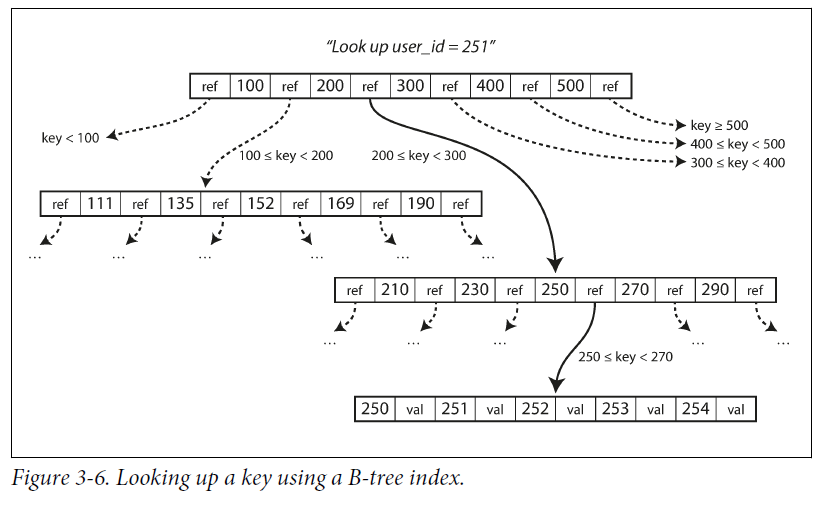 “Look up user_id = 251”
ref 100 ref 200 ref 300 ref 400 ref 500 ref
key < 100
key ≥ 500
400 ≤ key < 500
300 ≤ key < 400
100 ≤ key < 200
200 ≤ key < 300
ref 111 ref 135 ref 152 ref 169 ref 190 ref
... ... ... ... ... ...
ref 210 ref 230 ref 250 ref 270 ref 290 ref
... ... ... ... ...
250 ≤ key < 270
250 val 251 val 252 val 253 val 254 val
Figure 3-6. Looking up a key using a B-tree index.